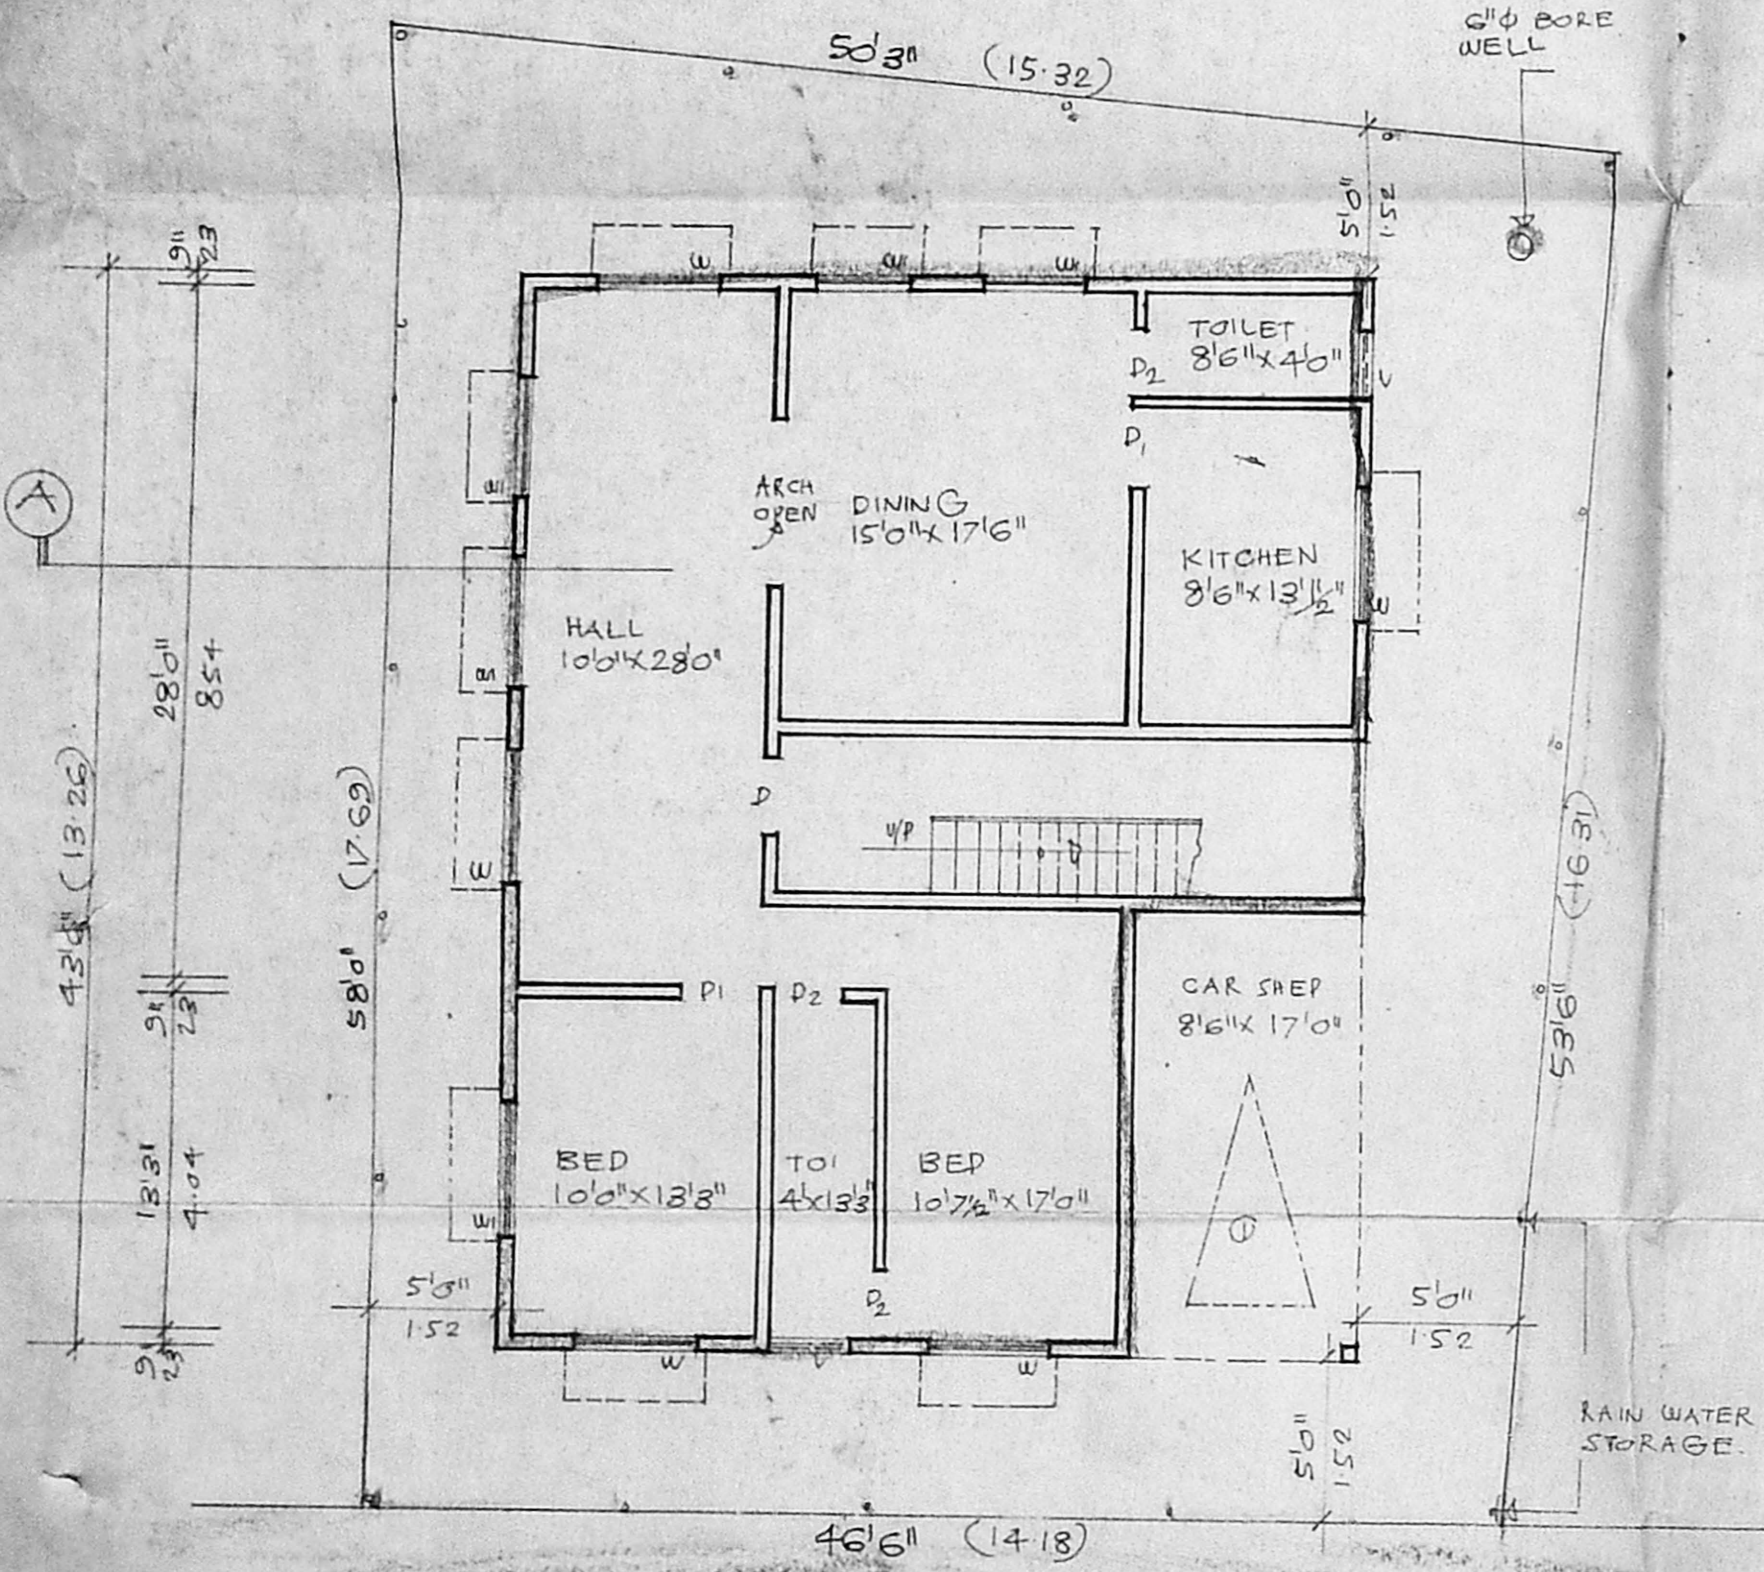 6"φ BORE
WELL
50'3" (15.32)
5'0"
1.52
9"
23
TOILET
8'6"X4'0"
D2
V
D1
W
W
W
A
ARCH
OPEN
DINING
15'0"X17'6"
KITCHEN
8'6"X13'1½"
W
W
W
W
HALL
10'0"X28'0"
28'0"
854
43'6" (13.26)
58'0" (17.69)
53'6" (16.31)
D
U/P
9"
23
D1
D2
CAR SHED
8'6"X17'0"
BED
10'0"X13'3"
TOI
4'X13'3"
BED
10'7½"X17'0"
13'3"
4.04
W1
1
D2
5'0"
1.52
5'0"
1.52
9
23
W
V
W
5'0"
1.52
RAIN WATER
STORAGE.
46'6" (14.18)